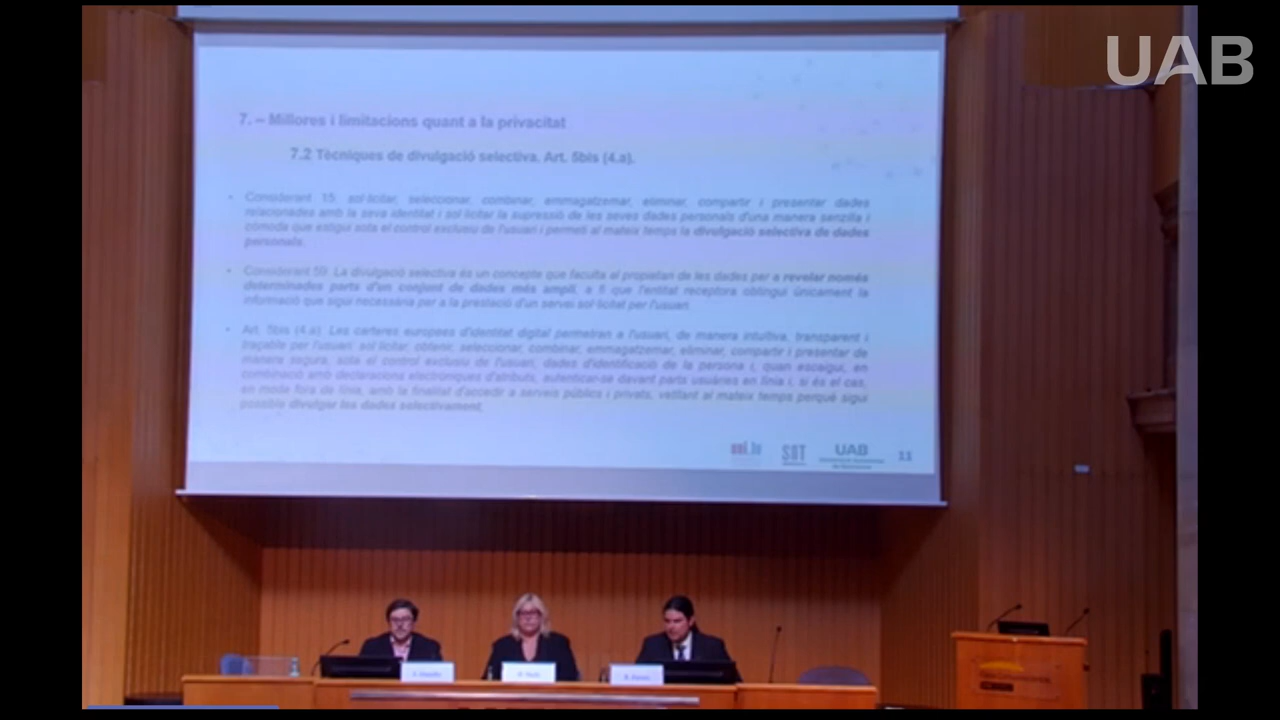 UAB
7. – Millores i limitacions quant a la privacitat
7.2 Tècniques de divulgació selectiva. Art. 5bis (4.a).
• Considerant 15: sol·licitar, seleccionar, combinar, emmagatzemar, eliminar, compartir i presentar dades
relacionades amb la seva identitat i sol·licitar la supressió de les seves dades personals d'una manera senzilla i
còmoda que estigui sota el control exclusiu de l'usuari i permeti al mateix temps la divulgació selectiva de dades
personals.
• Considerant 59: La divulgació selectiva és un concepte que faculta el propietari de les dades per a revelar només
determinades parts d'un conjunt de dades més ampli, a fi que l'entitat receptora obtingui únicament la
informació que sigui necessària per a la prestació d'un servei sol·licitat per l'usuari.
• Art. 5bis (4.a). Les carteres europees d'identitat digital permetran a l'usuari, de manera intuïtiva, transparent i
traçable per l'usuari: sol·licitar, obtenir, seleccionar, combinar, emmagatzemar, eliminar, compartir i presentar de
manera segura, sota el control exclusiu de l'usuari, dades d'identificació de la persona i, quan escaigui, en
combinació amb declaracions electròniques d'atributs, autenticar-se davant parts usuàries en línia i, si és el cas,
en mode fora de línia, amb la finalitat d'accedir a serveis públics i privats, vetllant al mateix temps perquè sigui
possible divulgar les dades selectivament;
UAB
11